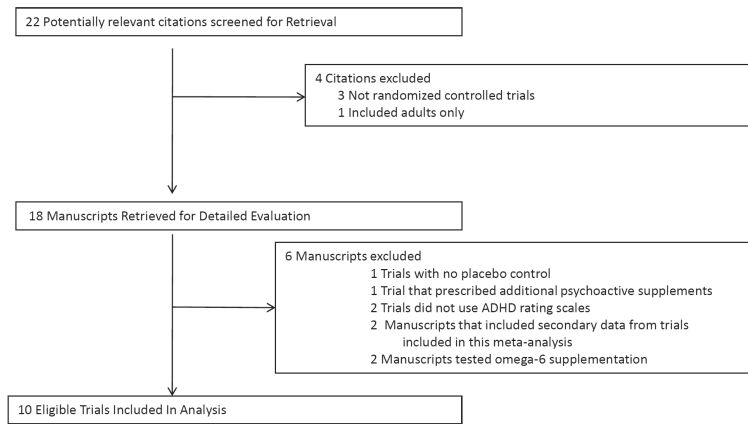 22 Potentially relevant citations screened for Retrieval
4 Citations excluded
3 Not randomized controlled trials
1 Included adults only
18 Manuscripts Retrieved for Detailed Evaluation
6 Manuscripts excluded
1 Trials with no placebo control
1 Trial that prescribed additional psychoactive supplements
2 Trials did not use ADHD rating scales
2 Manuscripts that included secondary data from trials
included in this meta-analysis
2 Manuscripts tested omega-6 supplementation
10 Eligible Trials Included In Analysis